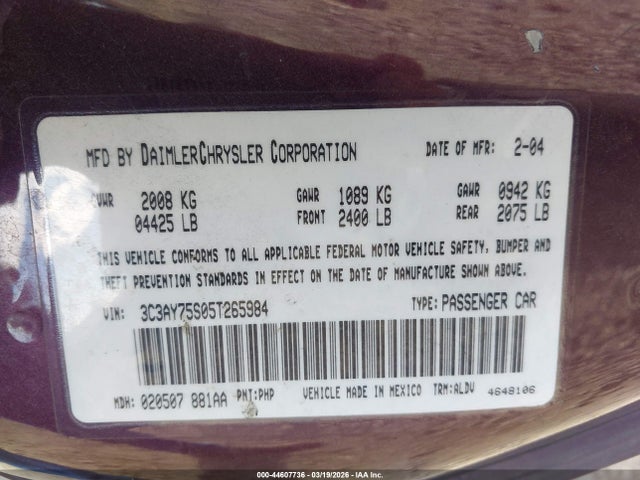 MFD BY DAIMLERCHRYSLER CORPORATION DATE OF MFR: 2-04
GVWR 2008 KG GAWR 1089 KG GAWR 0942 KG
04425 LB FRONT 2400 LB REAR 2075 LB
THIS VEHICLE CONFORMS TO ALL APPLICABLE FEDERAL MOTOR VEHICLE SAFETY, BUMPER AND
THEFT PREVENTION STANDARDS IN EFFECT ON THE DATE OF MANUFACTURE SHOWN ABOVE.
VIN: 3C3AY75S05T265984 TYPE: PASSENGER CAR
MDH: 020507 881AA PNT:PHP VEHICLE MADE IN MEXICO TRM:ALDV 4648106
000-44607736 - 03/19/2026 - IAA Inc.